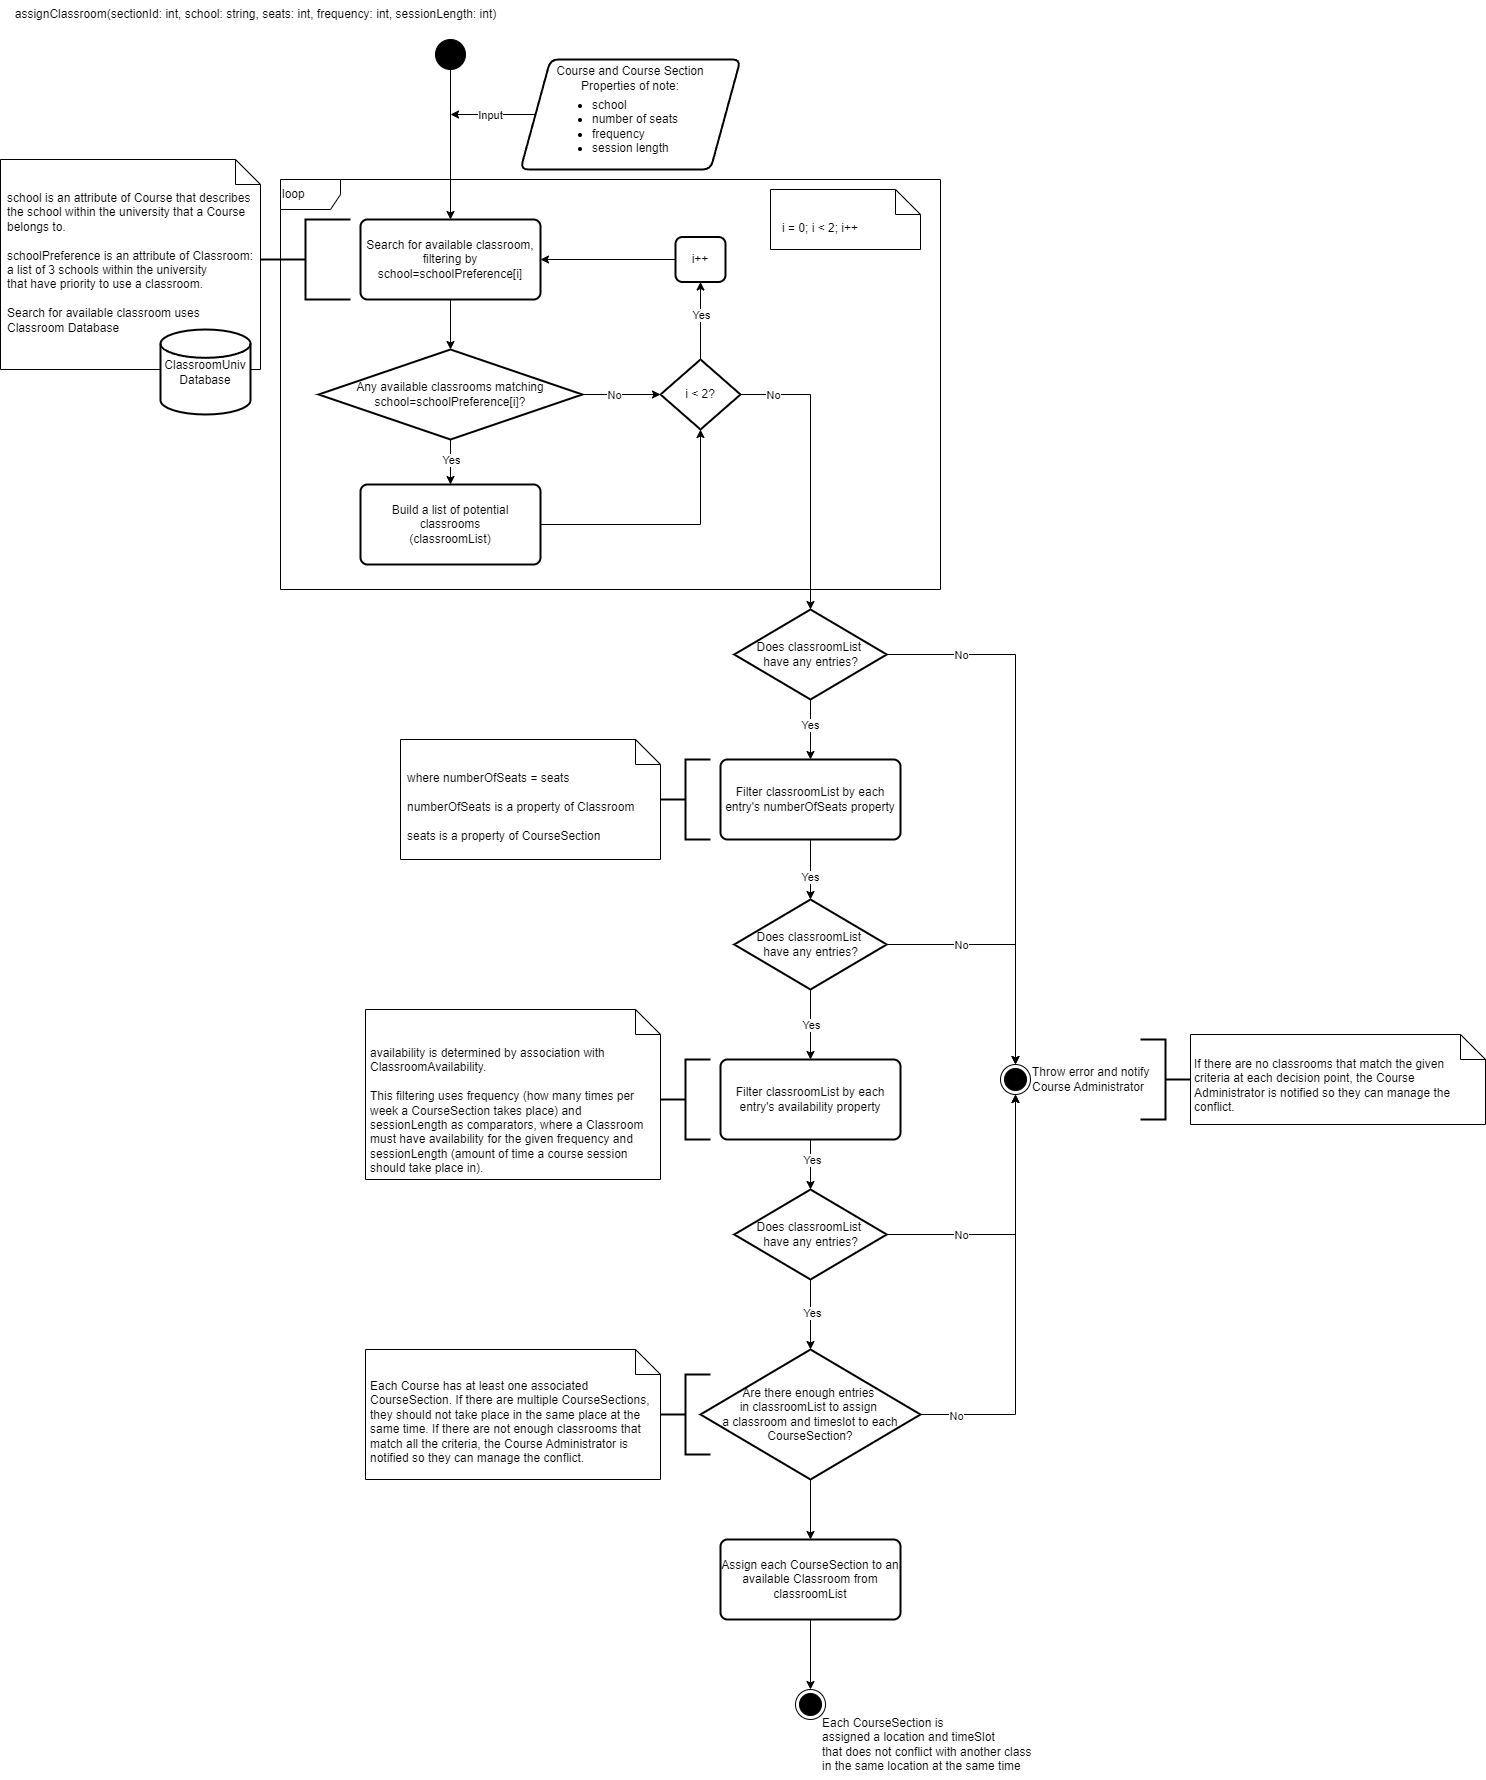 assignClassroom(sectionId: int, school: string, seats: int, frequency: int, sessionLength: int)
Course and Course Section
Properties of note:
• school
• number of seats
• frequency
• session length
Input
school is an attribute of Course that describes
the school within the university that a Course
belongs to.
schoolPreference is an attribute of Classroom:
a list of 3 schools within the university
that have priority to use a classroom.
Search for available classroom uses
Classroom Database
ClassroomUniv
Database
loop
i = 0; i < 2; i++
Search for available classroom,
filtering by
school=schoolPreference[i]
i++
Yes
Any available classrooms matching
school=schoolPreference[i]?
No
i < 2?
No
Yes
Build a list of potential
classrooms
(classroomList)
Does classroomList
have any entries?
No
Yes
where numberOfSeats = seats
numberOfSeats is a property of Classroom
seats is a property of CourseSection
Filter classroomList by each
entry's numberOfSeats property
Yes
Does classroomList
have any entries?
No
Yes
availability is determined by association with
ClassroomAvailability.
This filtering uses frequency (how many times per
week a CourseSection takes place) and
sessionLength as comparators, where a Classroom
must have availability for the given frequency and
sessionLength (amount of time a course session
should take place in).
Filter classroomList by each
entry's availability property
Throw error and notify
Course Administrator
If there are no classrooms that match the given
criteria at each decision point, the Course
Administrator is notified so they can manage the
conflict.
Yes
Does classroomList
have any entries?
No
Yes
Each Course has at least one associated
CourseSection. If there are multiple CourseSections,
they should not take place in the same place at the
same time. If there are not enough classrooms that
match all the criteria, the Course Administrator is
notified so they can manage the conflict.
Are there enough entries
in classroomList to assign
a classroom and timeslot to each
CourseSection?
No
Assign each CourseSection to an
available Classroom from
classroomList
Each CourseSection is
assigned a location and timeSlot
that does not conflict with another class
in the same location at the same time